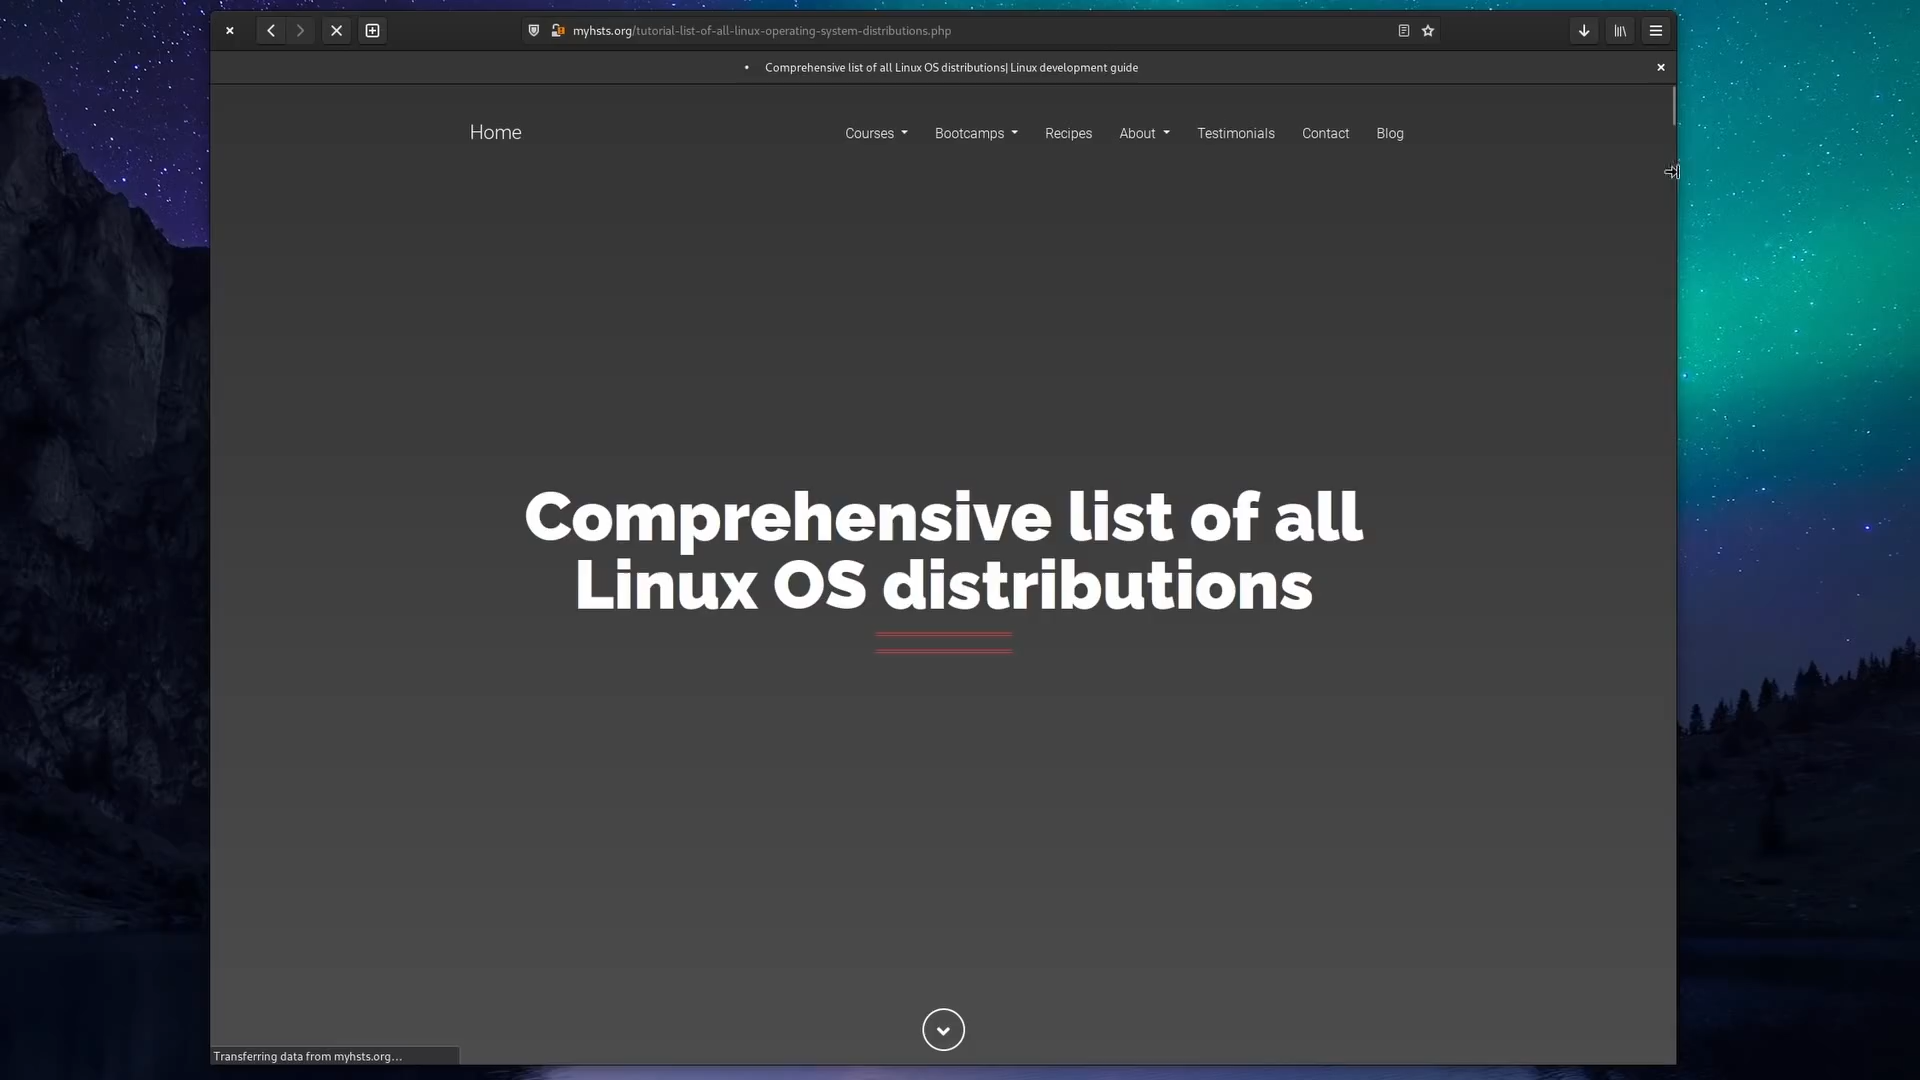 myhsts.org/tutorial-list-of-all-linux-operating-system-distributions.php
Comprehensive list of all Linux OS distributions| Linux development guide
Home Courses Bootcamps Recipes About Testimonials Contact Blog
Comprehensive list of all
Linux OS distributions
Transferring data from myhsts.org…